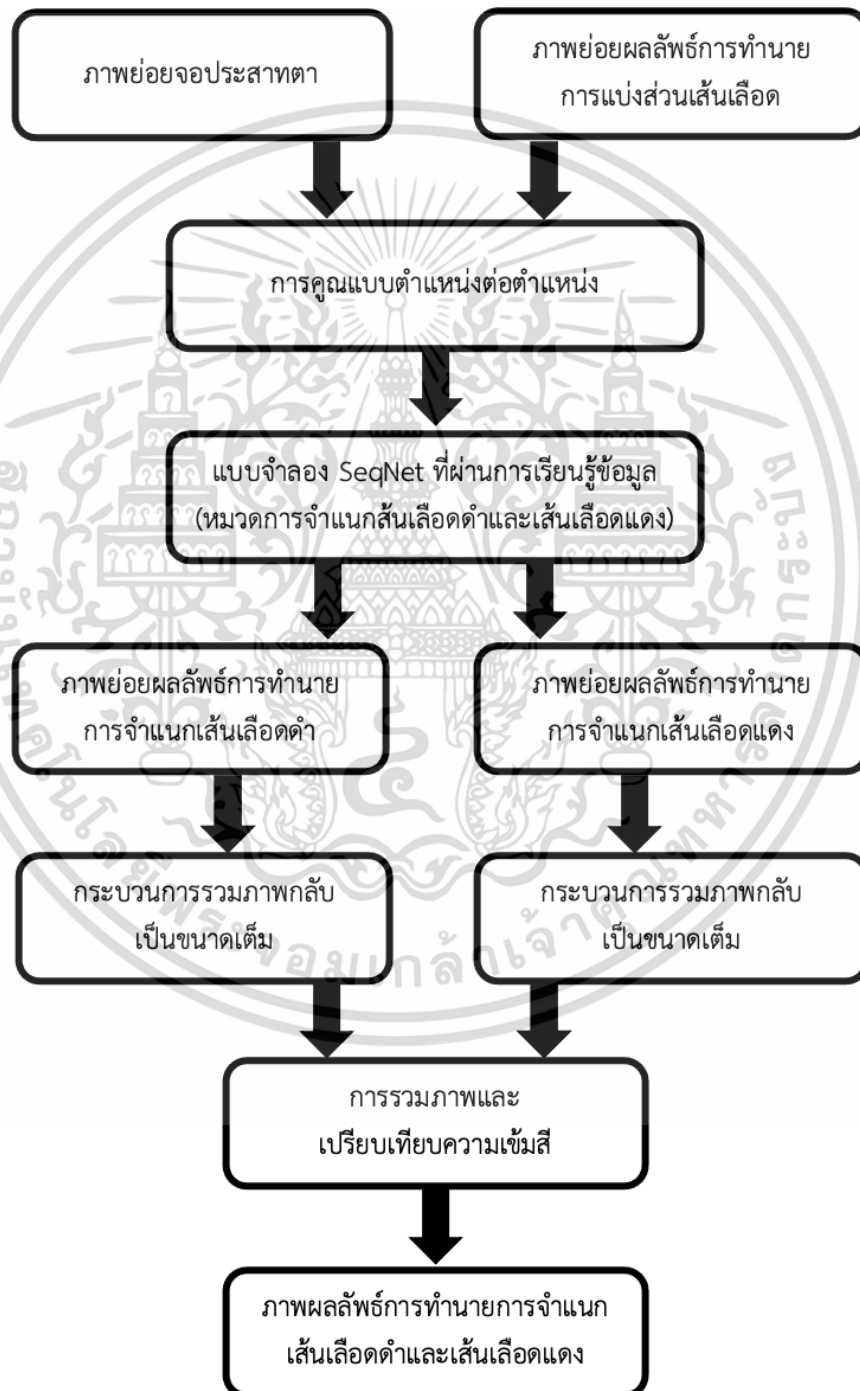 ภาพย่อยจอประสาทตา
ภาพย่อยผลลัพธ์การทำนาย
การแบ่งส่วนเส้นเลือด
การคูณแบบตำแหน่งต่อตำแหน่ง
แบบจำลอง SeqNet ที่ผ่านการเรียนรู้ข้อมูล
(หมวดการจำแนกส้นเลือดดำและเส้นเลือดแดง)
ภาพย่อยผลลัพธ์การทำนาย
การจำแนกเส้นเลือดดำ
ภาพย่อยผลลัพธ์การทำนาย
การจำแนกเส้นเลือดแดง
กระบวนการรวมภาพกลับ
เป็นขนาดเต็ม
กระบวนการรวมภาพกลับ
เป็นขนาดเต็ม
การรวมภาพและ
เปรียบเทียบความเข้มสี
ภาพผลลัพธ์การทำนายการจำแนก
เส้นเลือดดำและเส้นเลือดแดง